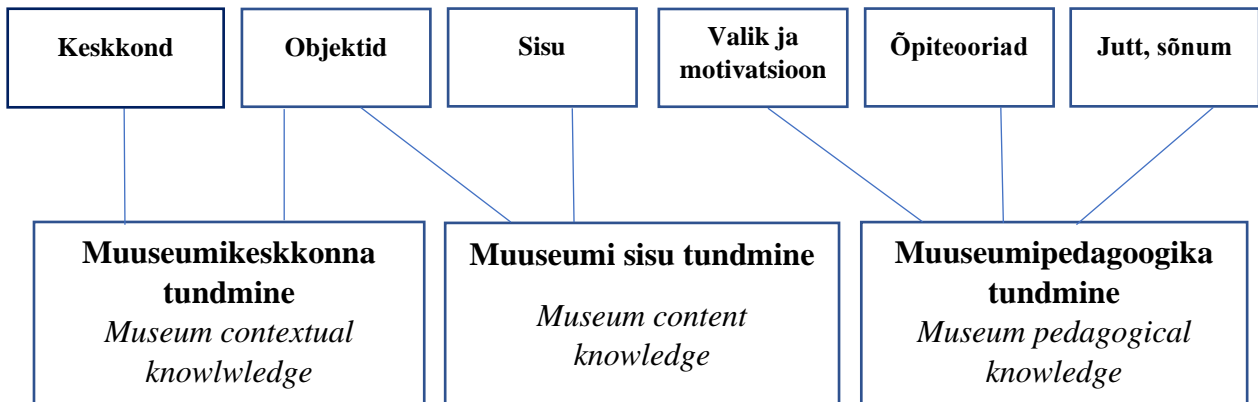 Keskkond
Objektid
Sisu
Valik ja
motivatsioon
Õpiteooriad
Jutt, sõnum
Muuseumikeskkonna
tundmine
Museum contextual
knowlwledge
Muuseumi sisu tundmine
Museum content
knowledge
Muuseumipedagoogika
tundmine
Museum pedagogical
knowledge